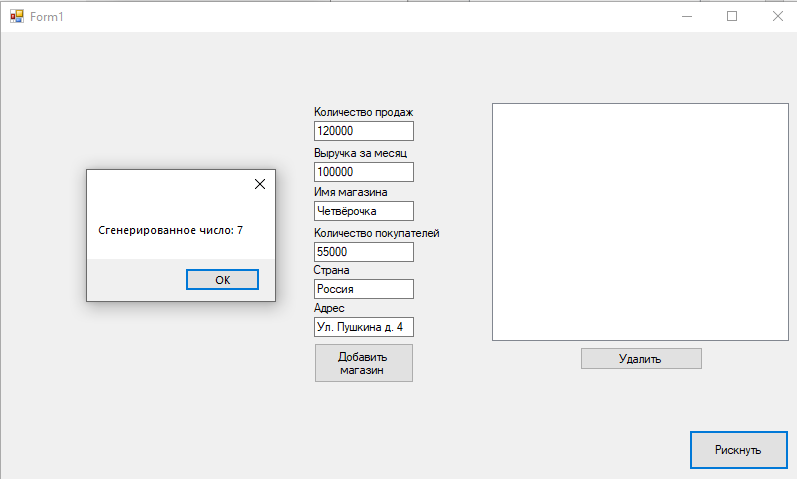 Form1
Количество продаж
120000
Выручка за месяц
100000
Имя магазина
Четвёрочка
Количество покупателей
55000
Страна
Россия
Адрес
Ул. Пушкина д. 4
Добавить
магазин
Сгенерированное число: 7
OK
Удалить
Рискнуть